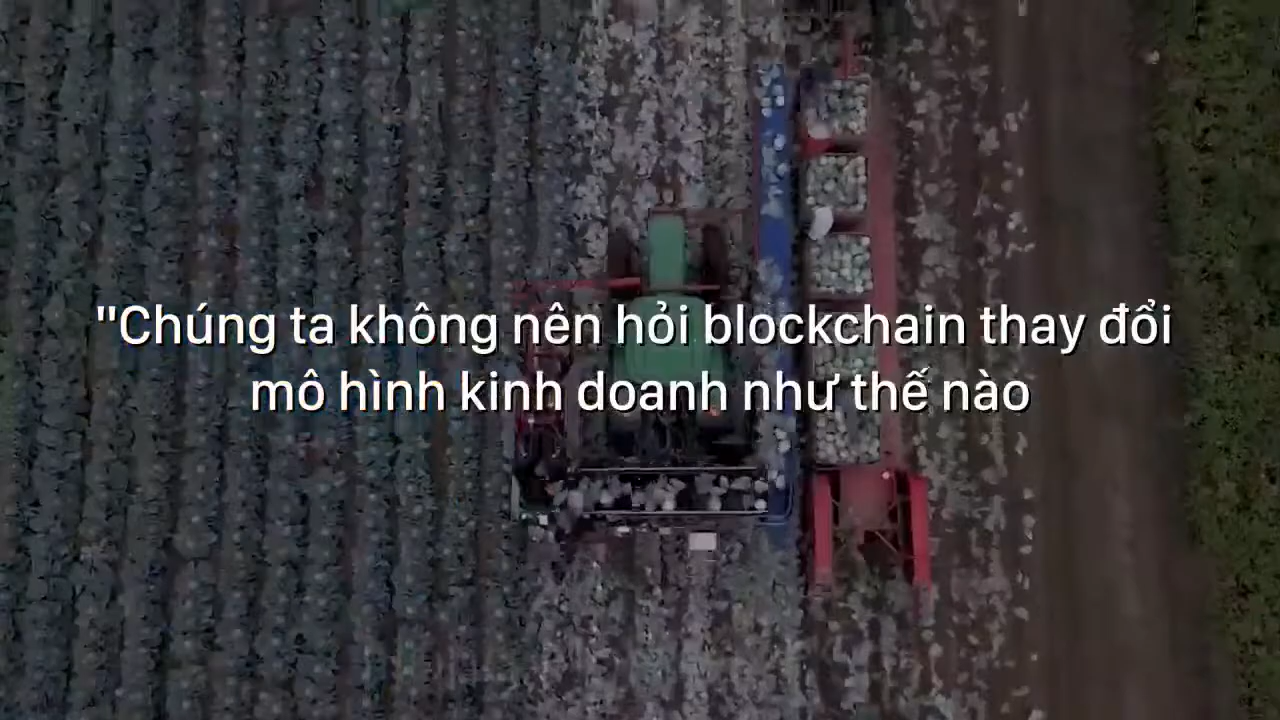 "Chúng ta không nên hỏi blockchain thay đổi
mô hình kinh doanh như thế nào